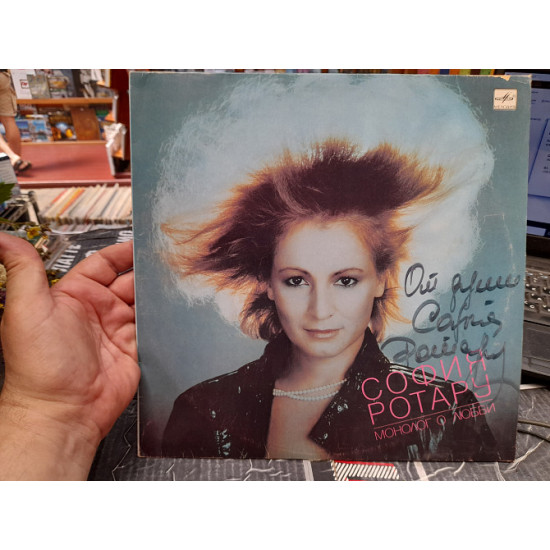 От души
София
Ротару
СОФИЯ
РОТАРУ
МОНОЛОГ О ЛЮБВИ